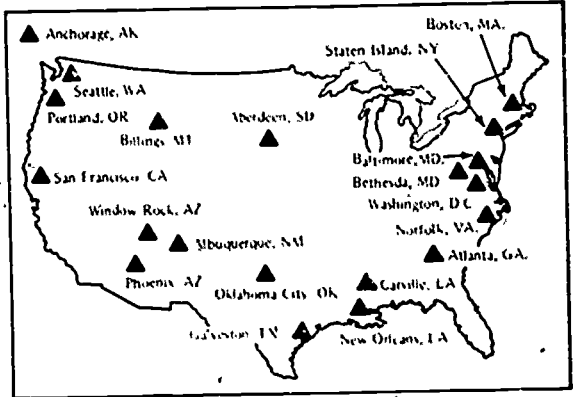 Anchorage, AK
Boston, MA.
Staten Island, NY
Seattle, WA
Portland, OR
Billings, MT
Aberdeen, SD
Baltimore, MD.
Bethesda, MD
San Francisco, CA
Washington, D.C.
Window Rock, AZ
Norfolk, VA.
Albuquerque, NM
Atlanta, GA.
Phoenix, AZ
Oklahoma City, OK
Carville, LA
Galveston, TX
New Orleans, LA